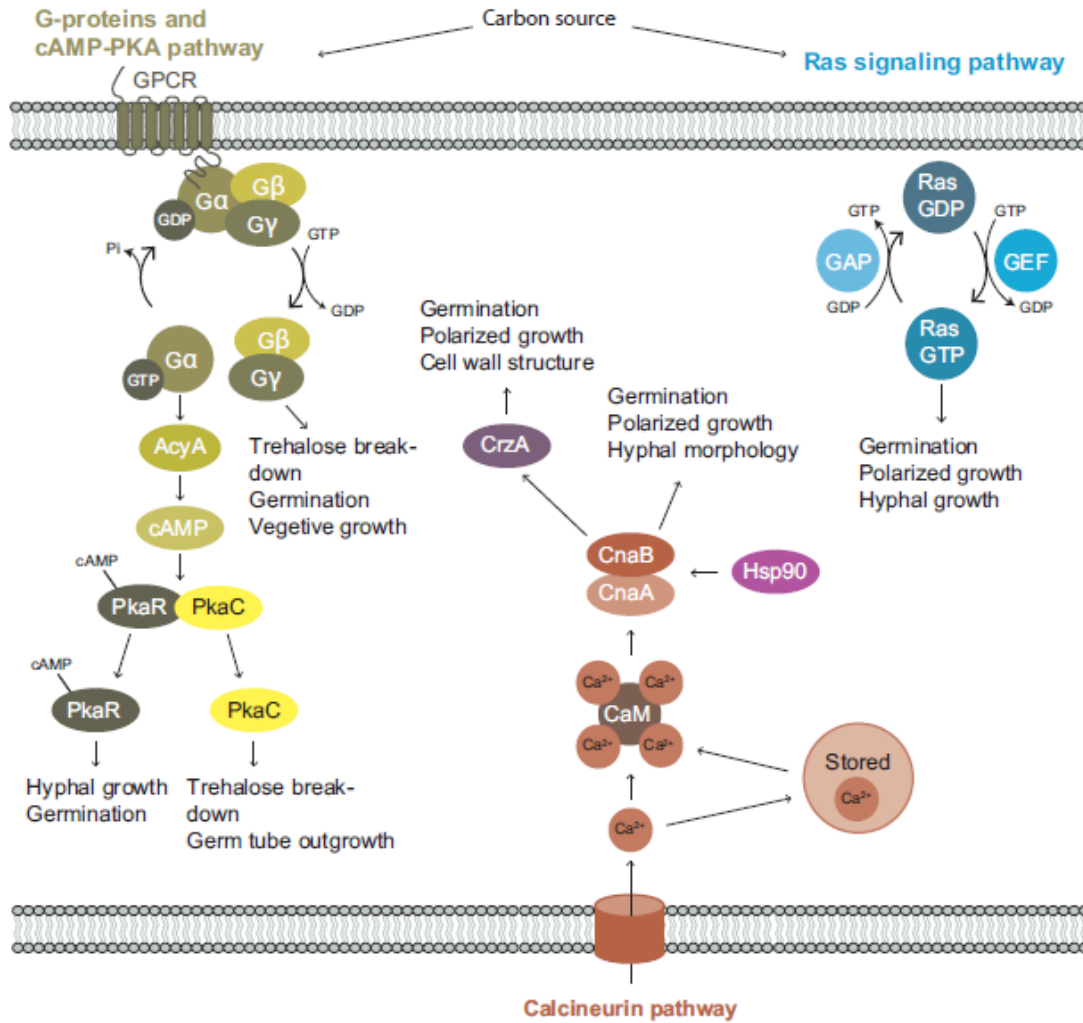 G-proteins and
cAMP-PKA pathway
Carbon source
Ras signaling pathway
GPCR
Gα
Gβ
Gγ
GDP
Pi
GTP
GDP
Gα
GTP
Gβ
Gγ
AcyA
cAMP
Trehalose break-
down
Germination
Vegetive growth
cAMP
PkaR
PkaC
cAMP
PkaR
PkaC
Hyphal growth
Germination
Trehalose break-
down
Germ tube outgrowth
Germination
Polarized growth
Cell wall structure
CrzA
Germination
Polarized growth
Hyphal morphology
CnaB
CnaA
Hsp90
Ca²⁺
Ca²⁺
CaM
Ca²⁺
Ca²⁺
Stored
Ca²⁺
Ca²⁺
Calcineurin pathway
Ras
GDP
GTP
GTP
GAP
GEF
GDP
GDP
Ras
GTP
Germination
Polarized growth
Hyphal growth